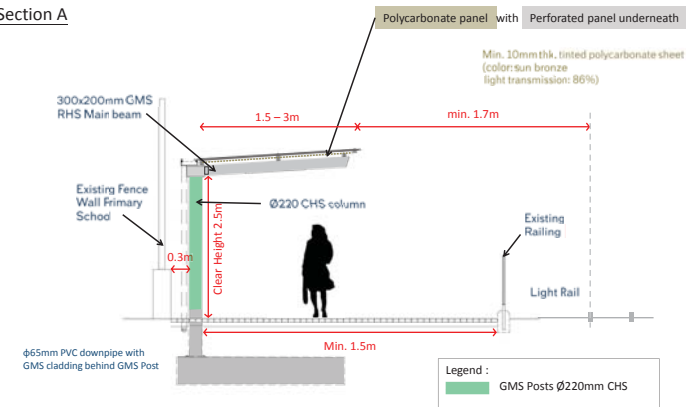 Section A
Polycarbonate panel with Perforated panel underneath
Min. 10mm thk. tinted polycarbonate sheet
(color: sun bronze
light transmission: 86%)
300x200mm GMS
RHS Main beam
1.5 – 3m
min. 1.7m
Existing Fence
Wall Primary
School
Ø220 CHS column
Clear Height 2.5m
Existing
Railing
0.3m
Light Rail
Min. 1.5m
ϕ65mm PVC downpipe with
GMS cladding behind GMS Post
Legend :
GMS Posts Ø220mm CHS